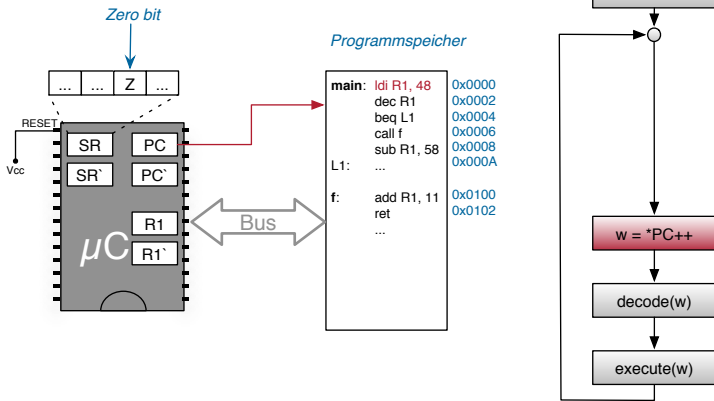 Zero bit
Programmspeicher
... ... Z ...
RESET
Vcc
SR PC
SR` PC`
R1
R1`
µC
Bus
main: ldi R1, 48 0x0000
dec R1 0x0002
beq L1 0x0004
call f 0x0006
sub R1, 58 0x0008
L1: ... 0x000A
f: add R1, 11 0x0100
ret 0x0102
...
w = *PC++
decode(w)
execute(w)